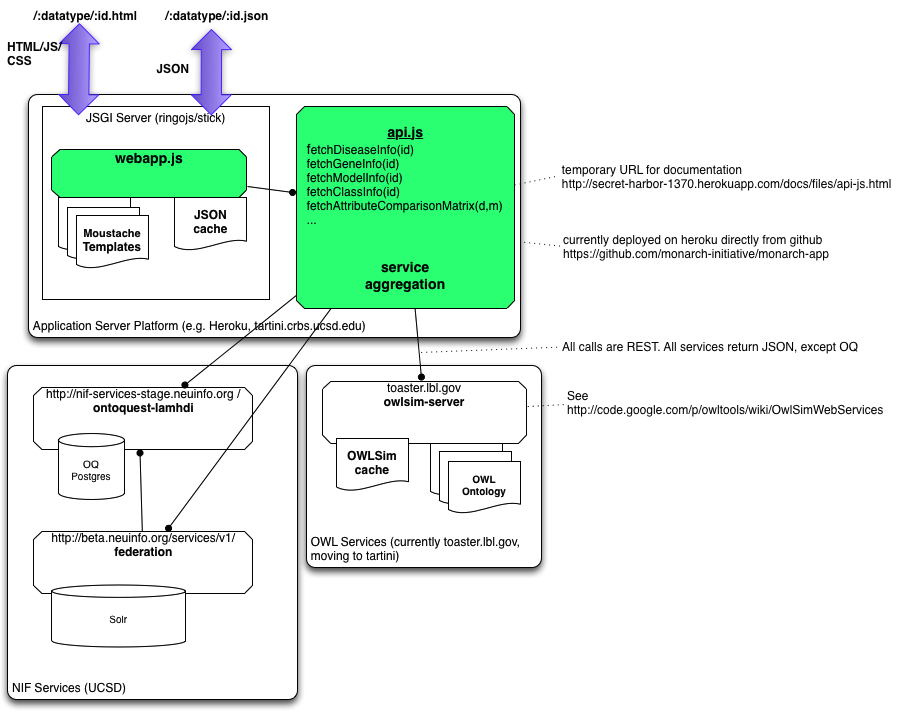 /:datatype/:id.html
/:datatype/:id.json
HTML/JS/
CSS
JSON
JSGI Server (ringojs/stick)
webapp.js
Moustache
Templates
JSON
cache
api.js
fetchDiseaseInfo(id)
fetchGeneInfo(id)
fetchModelInfo(id)
fetchClassInfo(id)
fetchAttributeComparisonMatrix(d,m)
...
service
aggregation
Application Server Platform (e.g. Heroku, tartini.crbs.ucsd.edu)
temporary URL for documentation
http://secret-harbor-1370.herokuapp.com/docs/files/api-js.html
currently deployed on heroku directly from github
https://github.com/monarch-initiative/monarch-app
All calls are REST. All services return JSON, except OQ
http://nif-services-stage.neuinfo.org /
ontoquest-lamhdi
OQ
Postgres
http://beta.neuinfo.org/services/v1/
federation
Solr
NIF Services (UCSD)
toaster.lbl.gov
owlsim-server
OWLSim
cache
OWL
Ontology
OWL Services (currently toaster.lbl.gov,
moving to tartini)
See
http://code.google.com/p/owltools/wiki/OwlSimWebServices